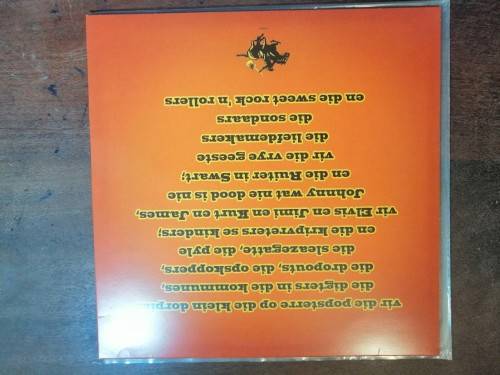 vir die popsterre op die klein dorpies,
die digters in die kommunes,
die dropouts, die opskoppers,
die sleazegatte, die pyle
en die kripvreters se kinders;
vir Elvis en Jimi en Kurt en James,
Johnny wat nie dood is nie
en die Ruiter in Swart;
vir die vrye geeste
die liefdemakers
die sondaars
en die sweet rock 'n rollers